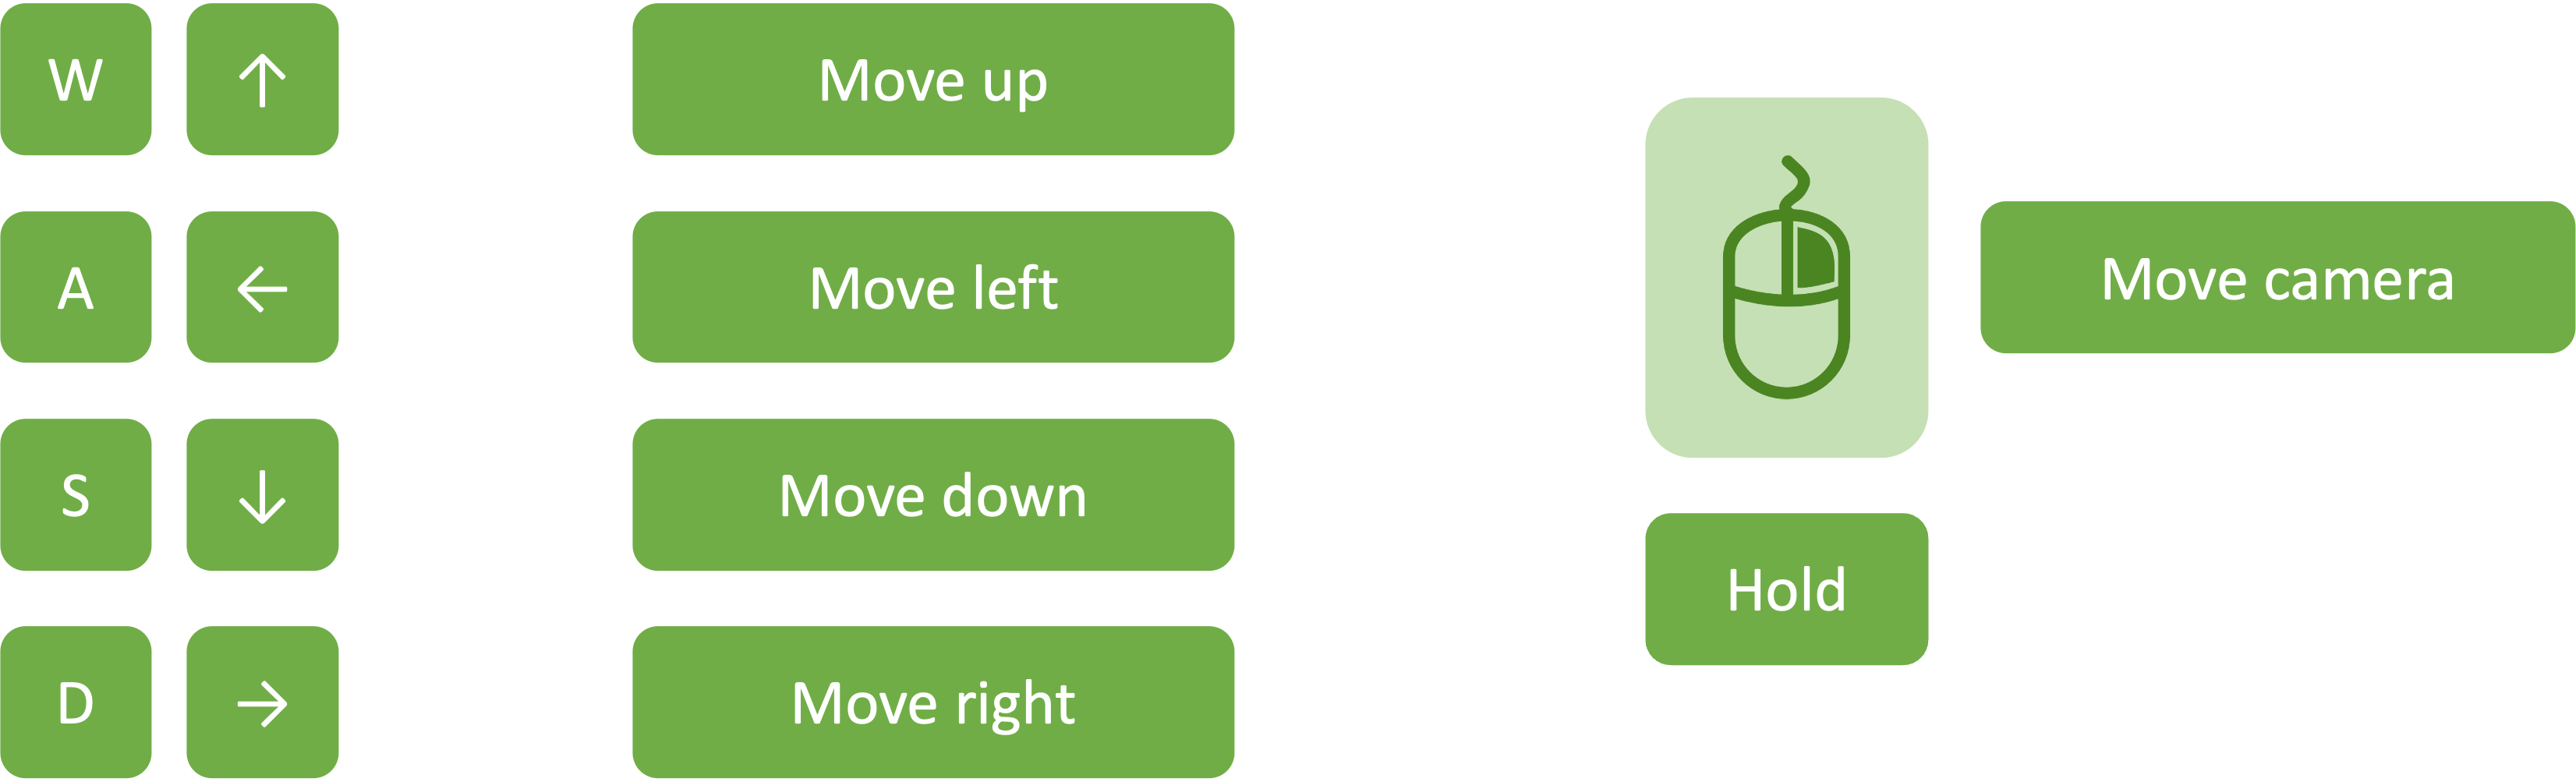 W ↑ Move up
A ← Move left
S ↓ Move down
D → Move right
Move camera
Hold